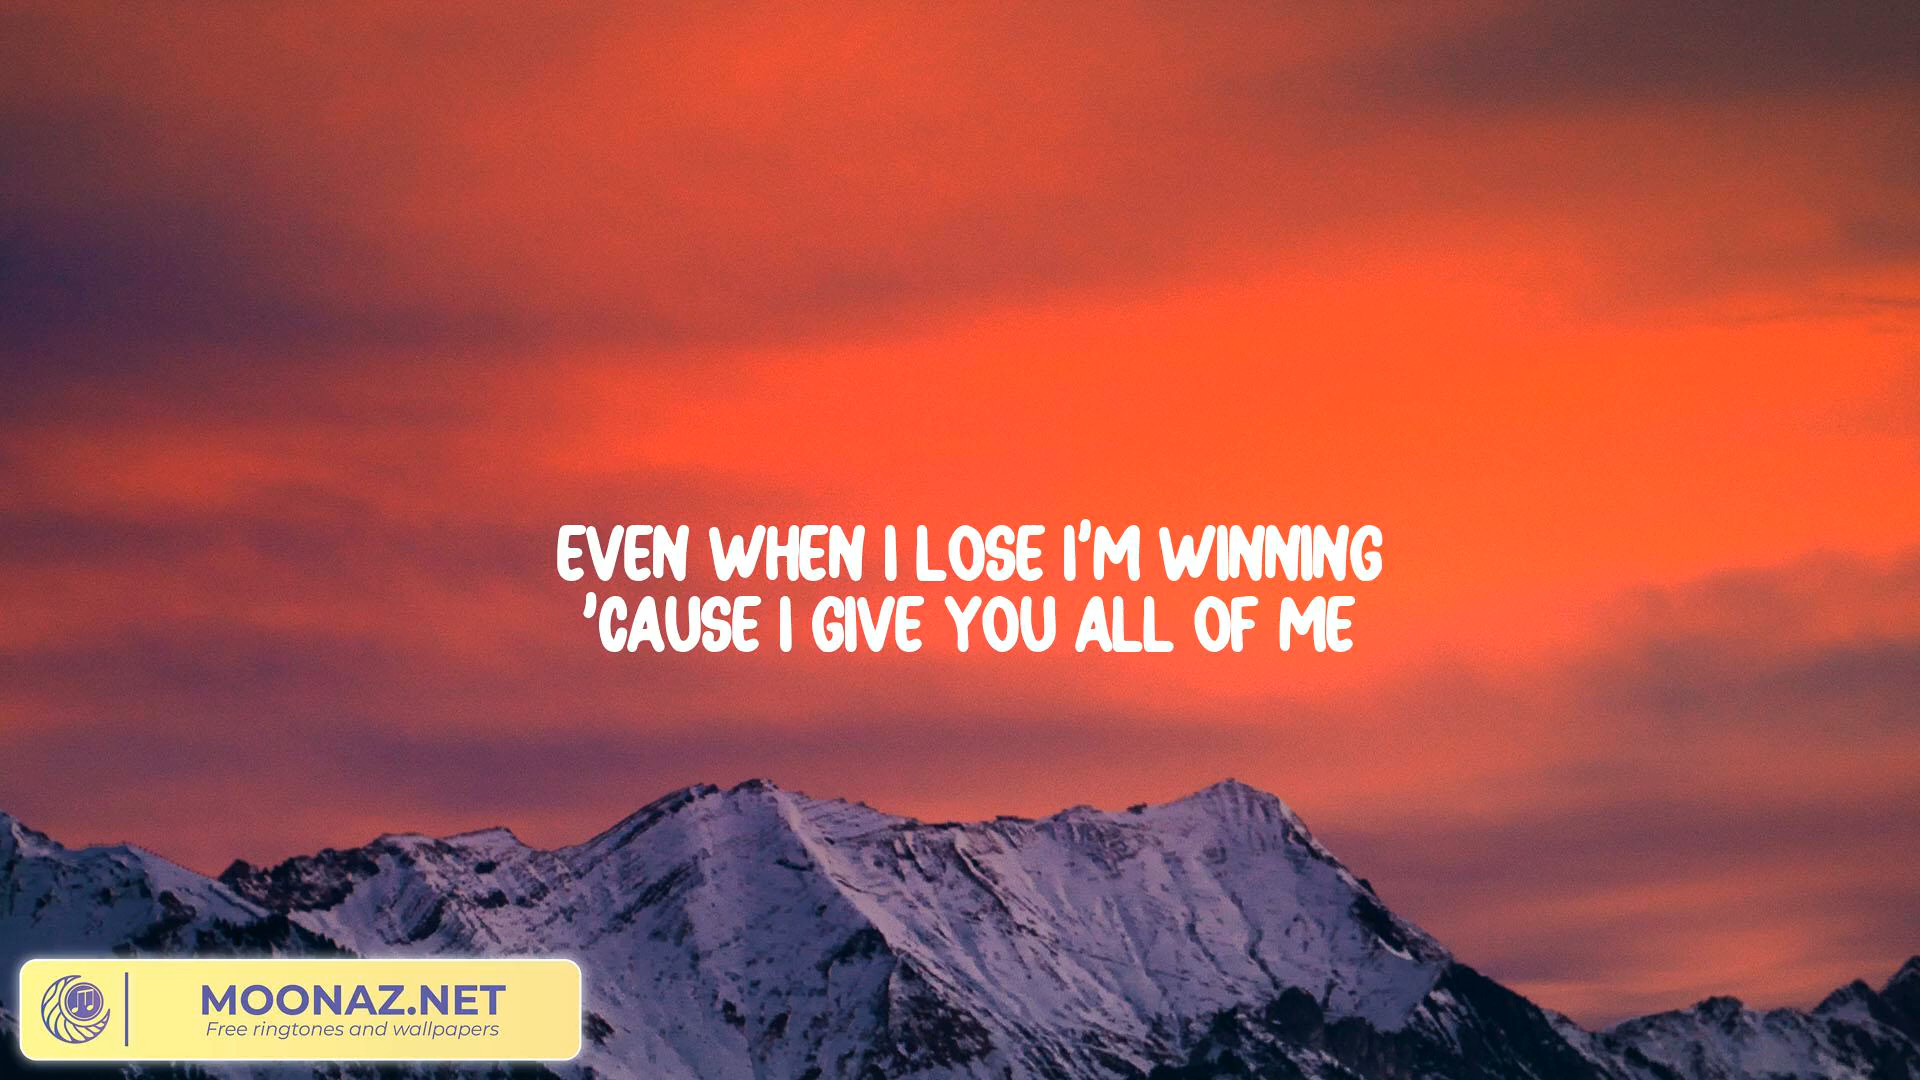 EVEN WHEN I LOSE I'M WINNING
'CAUSE I GIVE YOU ALL OF ME
MOONAZ.NET
Free ringtones and wallpapers